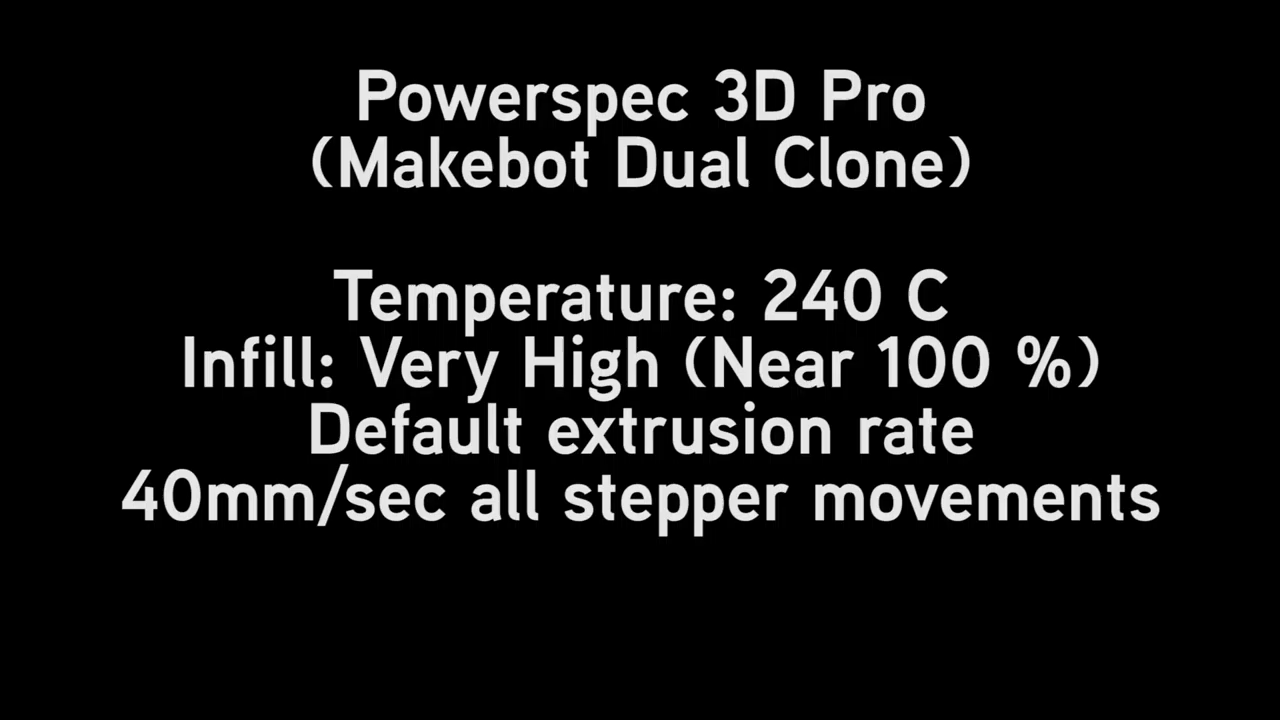 Powerspec 3D Pro
(Makebot Dual Clone)
Temperature: 240 C
Infill: Very High (Near 100 %)
Default extrusion rate
40mm/sec all stepper movements